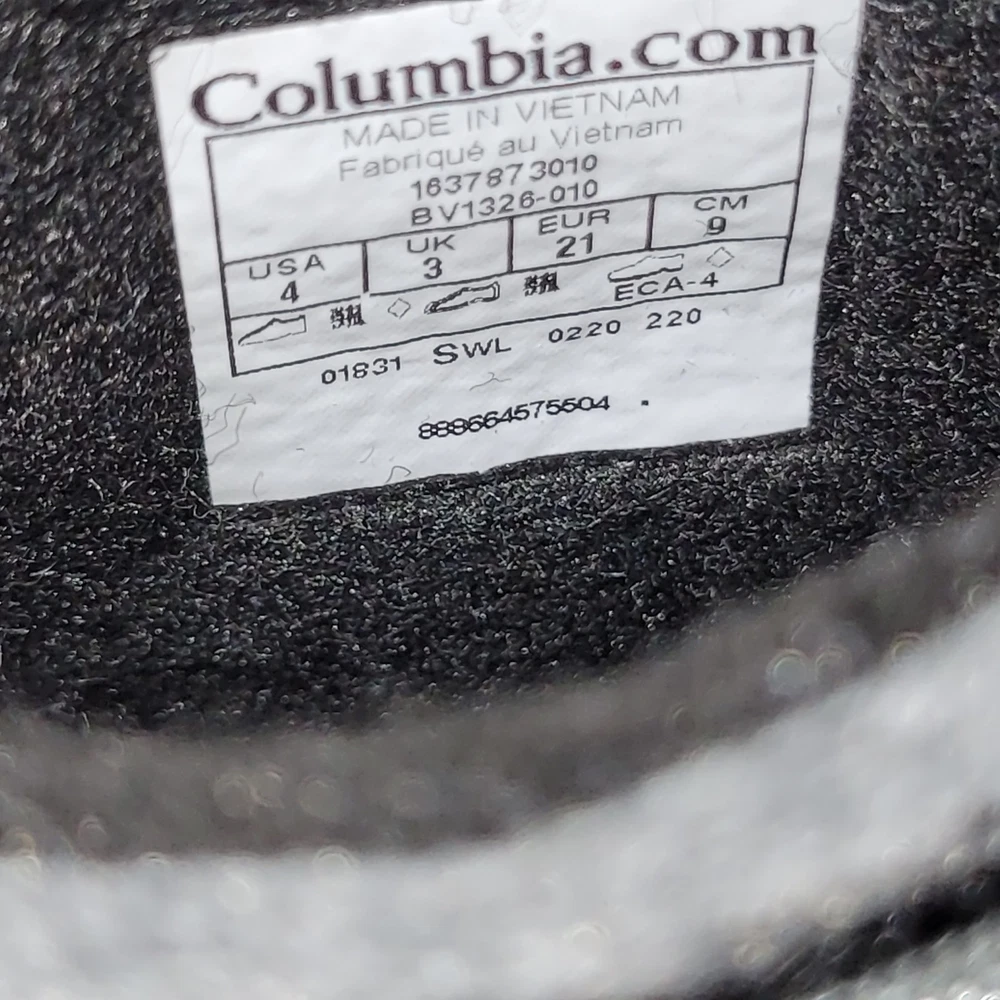 Columbia.com
MADE IN VIETNAM
Fabriqué au Vietnam
1637873010
BV1326-010
USA UK EUR CM
4 3 21 9
ECA-4
01831 SWL 0220 220
888664575504